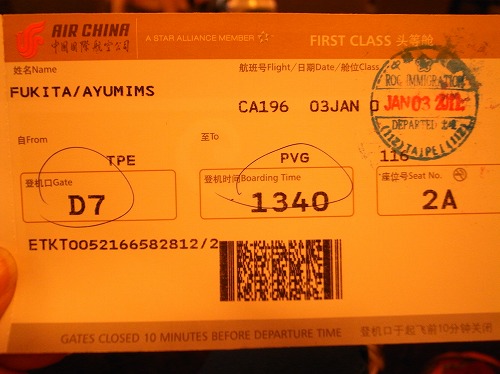 AIR CHINA
中国国際航空公司
A STAR ALLIANCE MEMBER
FIRST CLASS 头等舱
姓名Name
航班号Flight/日期Date/舱位Class
FUKITA/AYUMIMS
CA196 03JAN
ROC IMMIGRATION
JAN 03
DEPARTED
TAIPEI
自From
至To
TPE
PVG
116
登机口Gate
登机时间Boarding Time
座位号Seat No.
D7
1340
2A
ETKT0052166582812/2
GATES CLOSED 10 MINUTES BEFORE DEPARTURE TIME 登机口于起飞前10分钟关闭